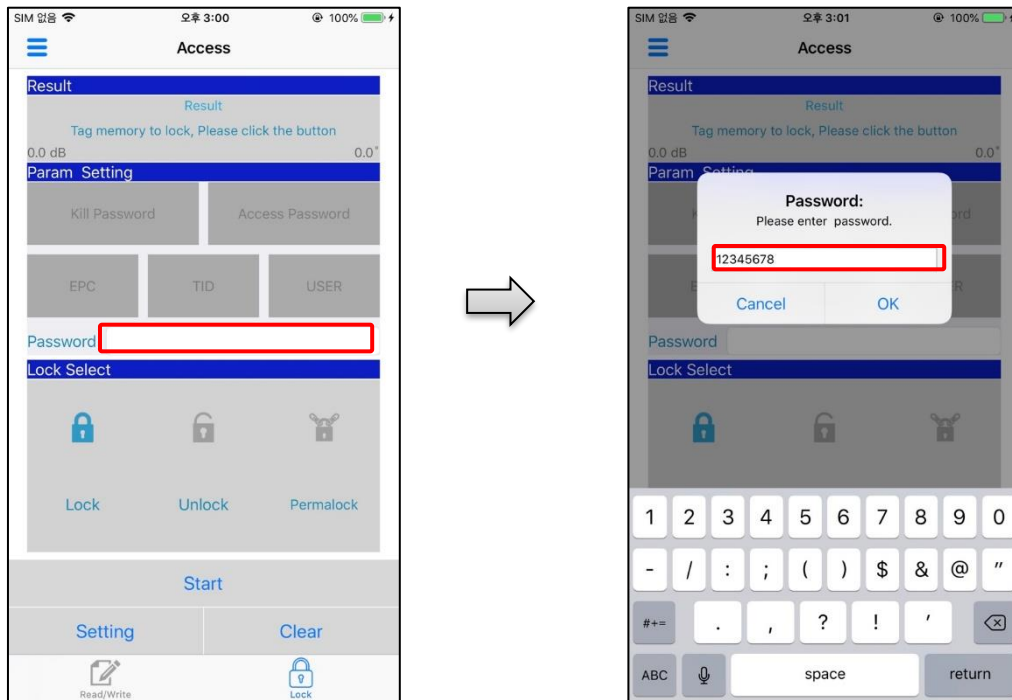 SIM 없음 오후 3:00 100%
Access
Result
Result
Tag memory to lock, Please click the button
0.0 dB 0.0°
Param Setting
Kill Password Access Password
EPC TID USER
Password
Lock Select
Lock Unlock Permalock
Start
Setting Clear
Read/Write Lock
SIM 없음 오후 3:01 100%
Access
Result
Result
Tag memory to lock, Please click the button
0.0 dB 0.0°
Param Setting
Password:
Please enter password.
12345678
Cancel OK
Password
Lock Select
1 2 3 4 5 6 7 8 9 0
- / : ; ( ) $ & @ "
#+= . , ? ! '
ABC space return